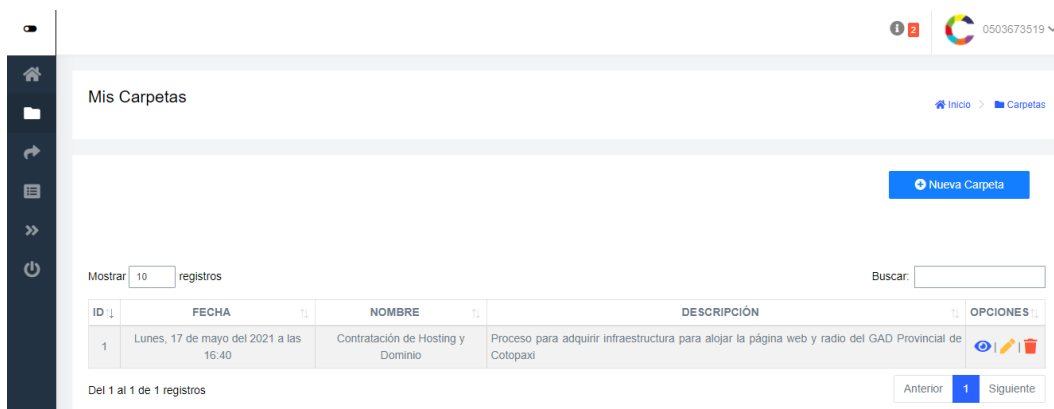 2
0503673519
Mis Carpetas
Inicio
Carpetas
Nueva Carpeta
Mostrar 10 registros
Buscar:
ID FECHA NOMBRE DESCRIPCIÓN OPCIONES
1 Lunes, 17 de mayo del 2021 a las 16:40 Contratación de Hosting y Dominio Proceso para adquirir infraestructura para alojar la página web y radio del GAD Provincial de Cotopaxi
Del 1 al 1 de 1 registros
Anterior 1 Siguiente